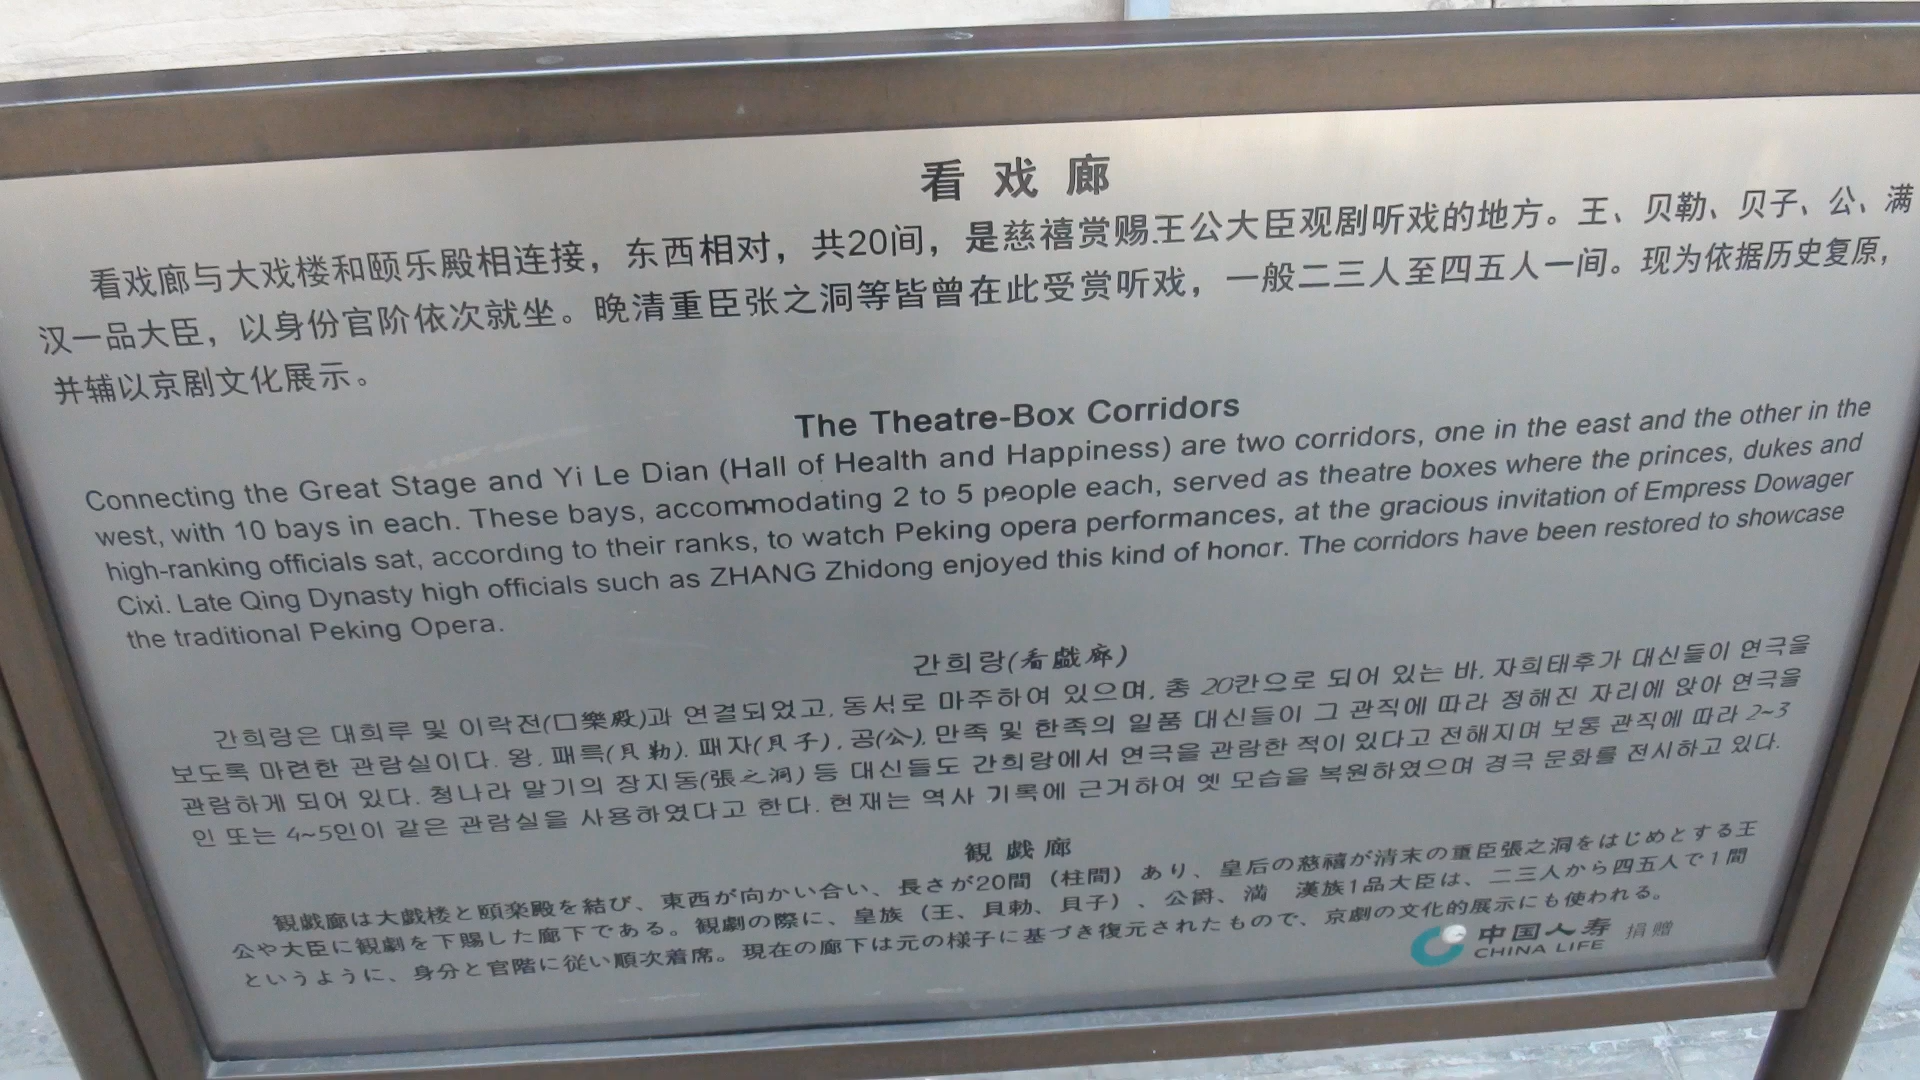 看戏廊
看戏廊与大戏楼和颐乐殿相连接，东西相对，共20间，是慈禧赏赐王公大臣观剧听戏的地方。王、贝勒、贝子、公、满
汉一品大臣，以身份官阶依次就坐。晚清重臣张之洞等皆曾在此受赏听戏，一般二三人至四五人一间。现为依据历史复原，
并辅以京剧文化展示。
The Theatre-Box Corridors
Connecting the Great Stage and Yi Le Dian (Hall of Health and Happiness) are two corridors, one in the east and the other in the
west, with 10 bays in each. These bays, accommodating 2 to 5 people each, served as theatre boxes where the princes, dukes and
high-ranking officials sat, according to their ranks, to watch Peking opera performances, at the gracious invitation of Empress Dowager
Cixi. Late Qing Dynasty high officials such as ZHANG Zhidong enjoyed this kind of honor. The corridors have been restored to showcase
the traditional Peking Opera.
간희랑(看戲廊)
간희랑은 대희루 및 이락전(口樂殿)과 연결되었고, 동서로 마주하여 있으며, 총 20칸으로 되어 있는 바, 자희태후가 대신들이 연극을
보도록 마련한 관람실이다. 왕, 패륵(貝勒), 패자(貝子), 공(公), 만족 및 한족의 일품 대신들이 그 관직에 따라 정해진 자리에 앉아 연극을
관람하게 되어 있다. 청나라 말기의 장지동(張之洞) 등 대신들도 간희랑에서 연극을 관람한 적이 있다고 전해지며 보통 관직에 따라 2~3
인 또는 4~5인이 같은 관람실을 사용하였다고 한다. 현재는 역사 기록에 근거하여 옛 모습을 복원하였으며 경극 문화를 전시하고 있다.
観戯廊
観戯廊は大戯楼と頤楽殿を結び、東西が向かい合い、長さが20間（柱間）あり、皇后の慈禧が清末の重臣張之洞をはじめとする王
公や大臣に観劇を下賜した廊下である。観劇の際に、皇族（王、貝勒、貝子）、公爵、満　漢族1品大臣は、二三人から四五人で1間
というように、身分と官階に従い順次着席。現在の廊下は元の様子に基づき復元されたもので、京劇の文化的展示にも使われる。
中国人寿 捐赠
CHINA LIFE